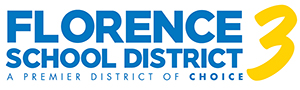 FLORENCE
SCHOOL DISTRICT 3
A PREMIER DISTRICT OF CHOICE